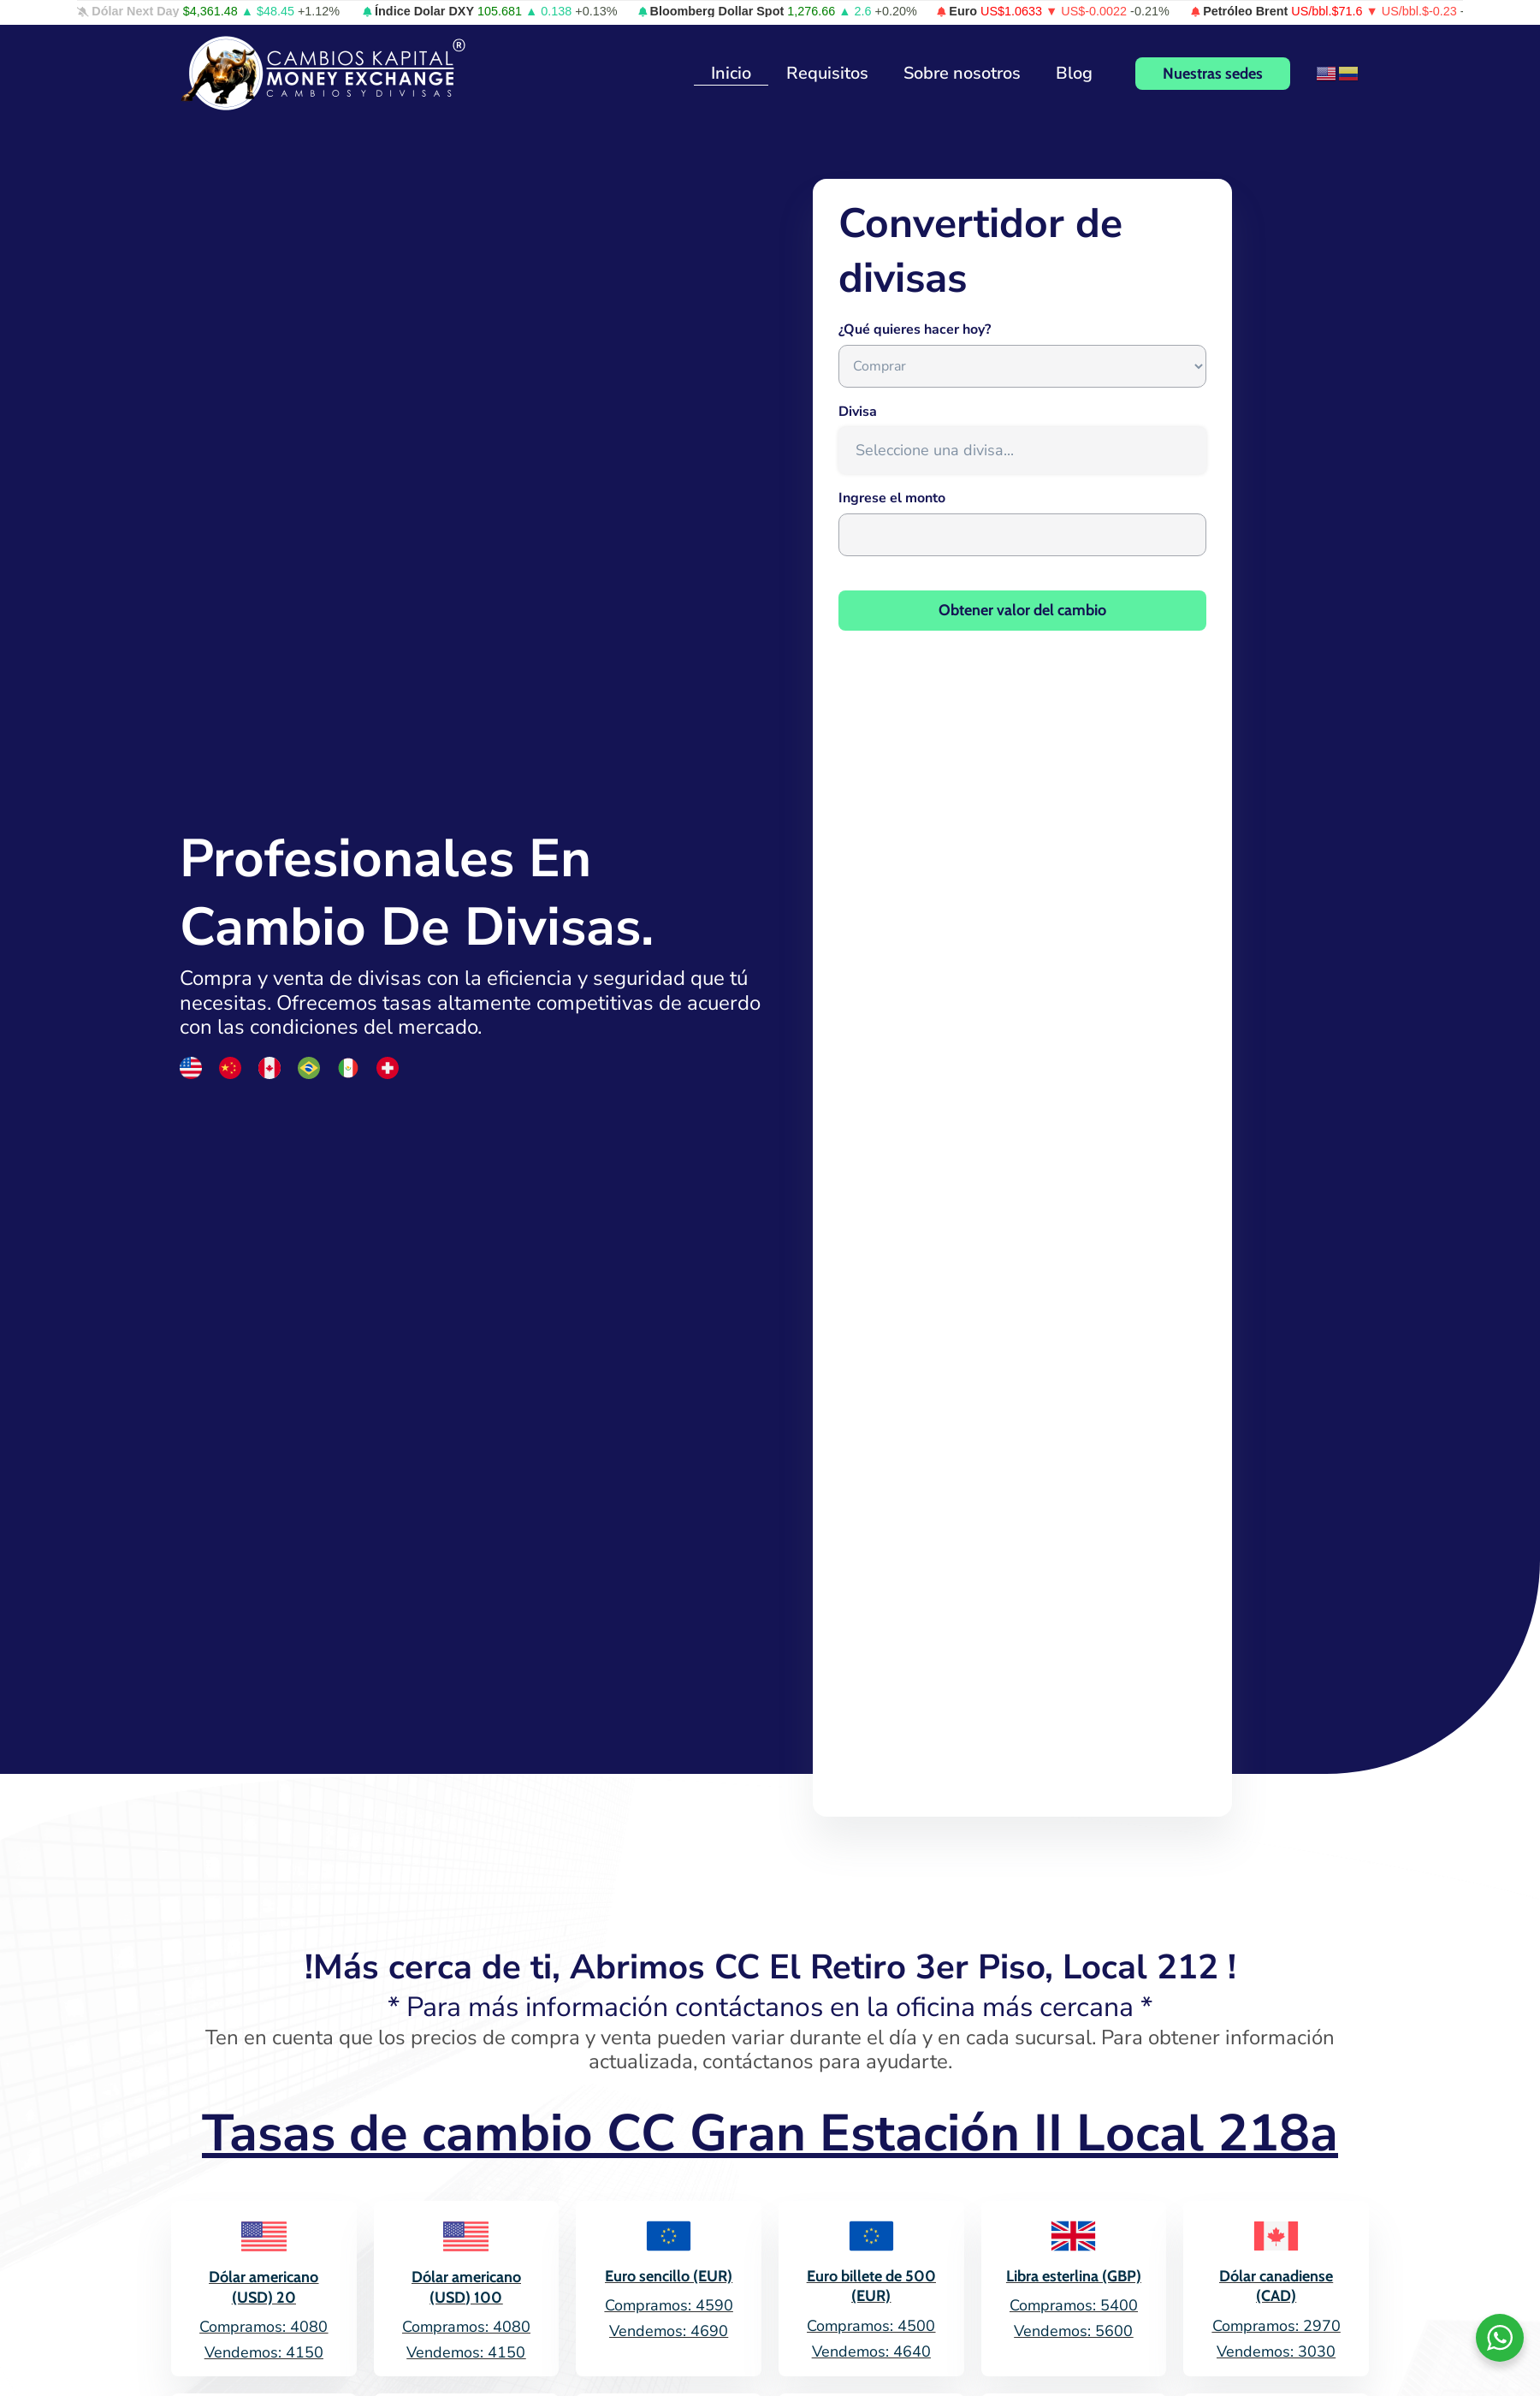 Dólar Next Day $4,361.48 ▲ $48.45 +1.12% Índice Dolar DXY 105.681 ▲ 0.138 +0.13% Bloomberg Dollar Spot 1,276.66 ▲ 2.6 +0.20% Euro US$1.0633 ▼ US$-0.0022 -0.21% Petróleo Brent US/bbl.$71.6 ▼ US/bbl.$-0.23 -
CAMBIOS KAPITAL ®
MONEY EXCHANGE
CAMBIOS Y DIVISAS
Inicio Requisitos Sobre nosotros Blog Nuestras sedes
Convertidor de
divisas
¿Qué quieres hacer hoy?
Comprar
Divisa
Seleccione una divisa...
Ingrese el monto
Obtener valor del cambio
Profesionales En
Cambio De Divisas.
Compra y venta de divisas con la eficiencia y seguridad que tú
necesitas. Ofrecemos tasas altamente competitivas de acuerdo
con las condiciones del mercado.
!Más cerca de ti, Abrimos CC El Retiro 3er Piso, Local 212 !
* Para más información contáctanos en la oficina más cercana *
Ten en cuenta que los precios de compra y venta pueden variar durante el día y en cada sucursal. Para obtener información
actualizada, contáctanos para ayudarte.
Tasas de cambio CC Gran Estación II Local 218a
Dólar americano
(USD) 20
Compramos: 4080
Vendemos: 4150
Dólar americano
(USD) 100
Compramos: 4080
Vendemos: 4150
Euro sencillo (EUR)
Compramos: 4590
Vendemos: 4690
Euro billete de 500
(EUR)
Compramos: 4500
Vendemos: 4640
Libra esterlina (GBP)
Compramos: 5400
Vendemos: 5600
Dólar canadiense
(CAD)
Compramos: 2970
Vendemos: 3030